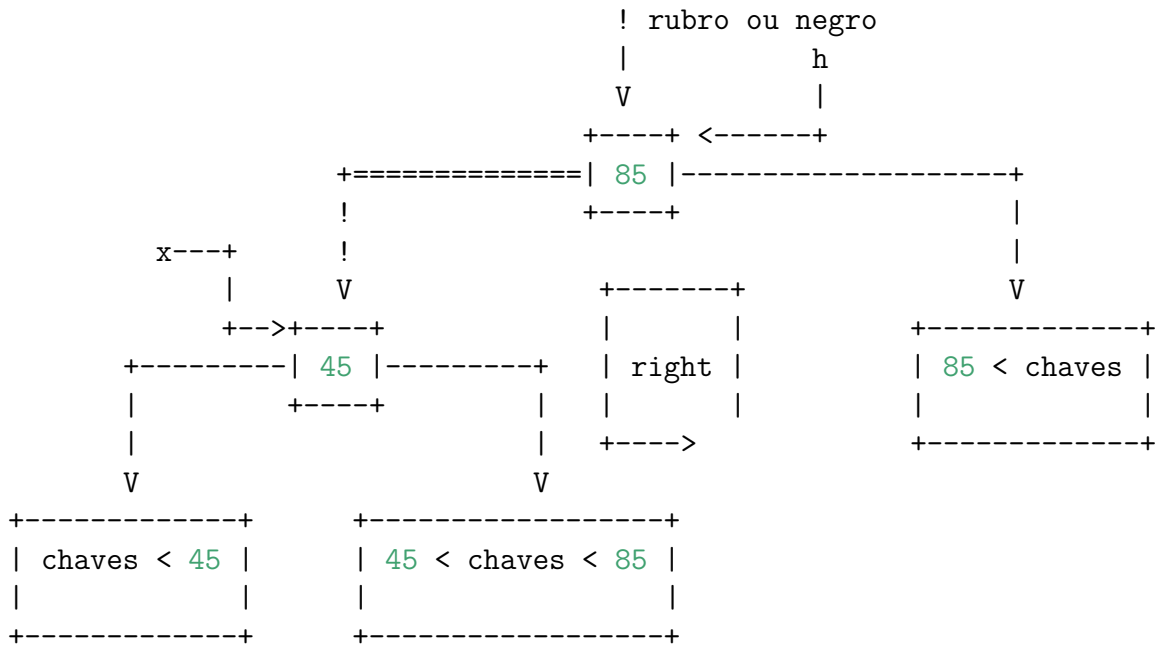 ! rubro ou negro
| h
V |
+----+ <------+
+==============| 85 |--------------------+
! +----+ |
x---+ ! |
| V +-------+ V
+-->+----+ | | +-------------+
+---------| 45 |---------+ | right | | 85 < chaves |
| +----+ | | | | |
| | +----> +-------------+
V V
+-------------+ +------------------+
| chaves < 45 | | 45 < chaves < 85 |
| | | |
+-------------+ +------------------+